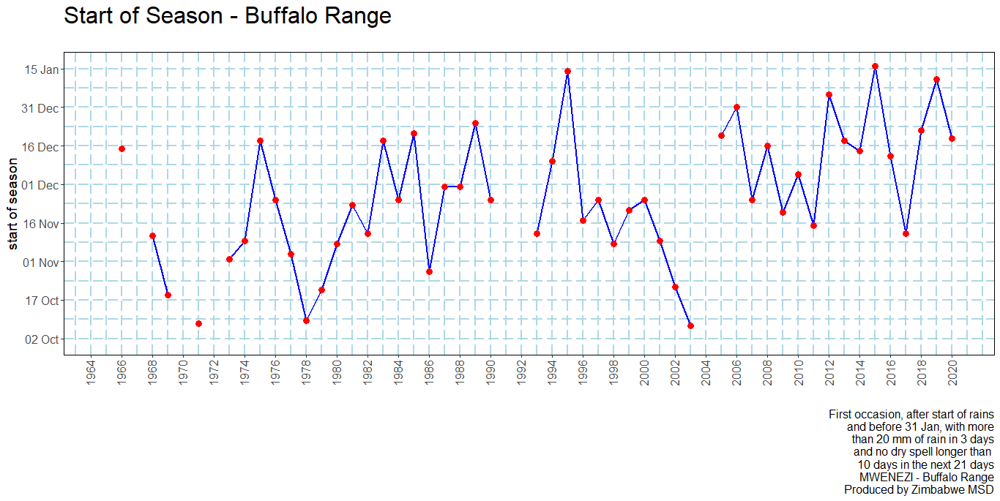 Start of Season - Buffalo Range
start of season
15 Jan
31 Dec
16 Dec
01 Dec
16 Nov
01 Nov
17 Oct
02 Oct
1964 1966 1968 1970 1972 1974 1976 1978 1980 1982 1984 1986 1988 1990 1992 1994 1996 1998 2000 2002 2004 2006 2008 2010 2012 2014 2016 2018 2020
First occasion, after start of rains
and before 31 Jan, with more
than 20 mm of rain in 3 days
and no dry spell longer than
10 days in the next 21 days
MWENEZI - Buffalo Range
Produced by Zimbabwe MSD